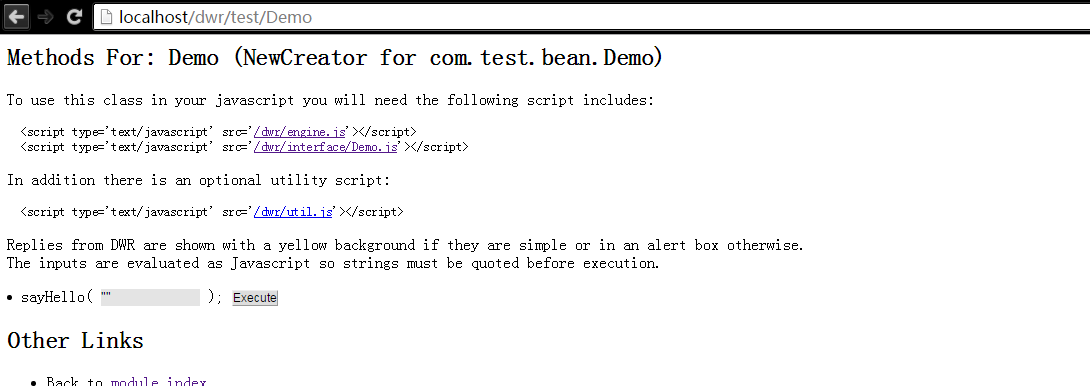 localhost/dwr/test/Demo
Methods For: Demo (NewCreator for com.test.bean.Demo)
To use this class in your javascript you will need the following script includes:
<script type='text/javascript' src='/dwr/engine.js'></script>
<script type='text/javascript' src='/dwr/interface/Demo.js'></script>
In addition there is an optional utility script:
<script type='text/javascript' src='/dwr/util.js'></script>
Replies from DWR are shown with a yellow background if they are simple or in an alert box otherwise.
The inputs are evaluated as Javascript so strings must be quoted before execution.
• sayHello( "" ); Execute
Other Links
• Back to module index